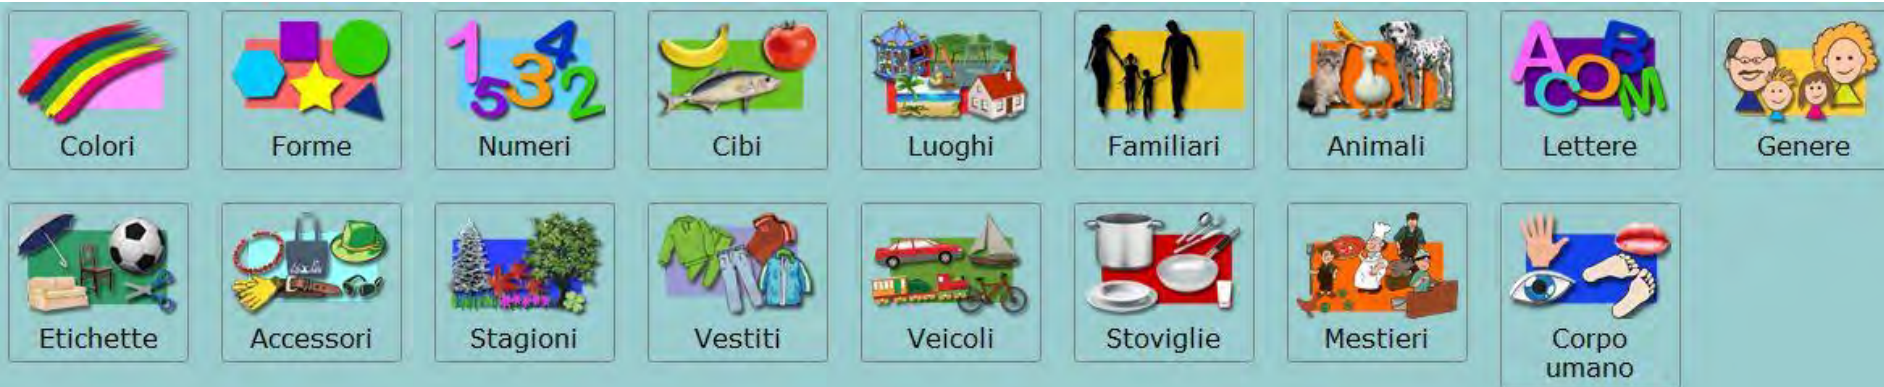 Colori
Forme
Numeri
Cibi
Luoghi
Familiari
Animali
Lettere
Genere
Etichette
Accessori
Stagioni
Vestiti
Veicoli
Stoviglie
Mestieri
Corpo
umano